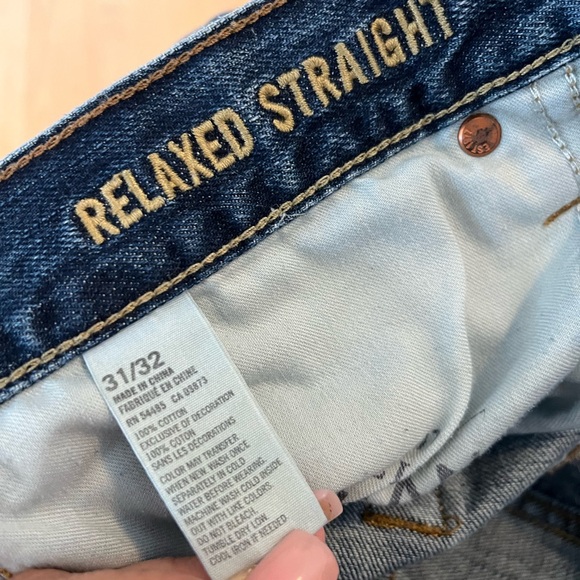 RELAXED STRAIGHT
31/32
MADE IN CHINA
FABRIQUÉ EN CHINE
RN 54485 CA 03873
100% COTTON
EXCLUSIVE OF DECORATION
100% COTON
SANS LES DÉCORATIONS
COLOR MAY TRANSFER.
WHEN NEW WASH ONCE
SEPARATELY IN COLD
WATER BEFORE WEARING.
MACHINE WASH COLD INSIDE
OUT WITH LIKE COLORS.
DO NOT BLEACH.
TUMBLE DRY LOW.
COOL IRON IF NEEDED.